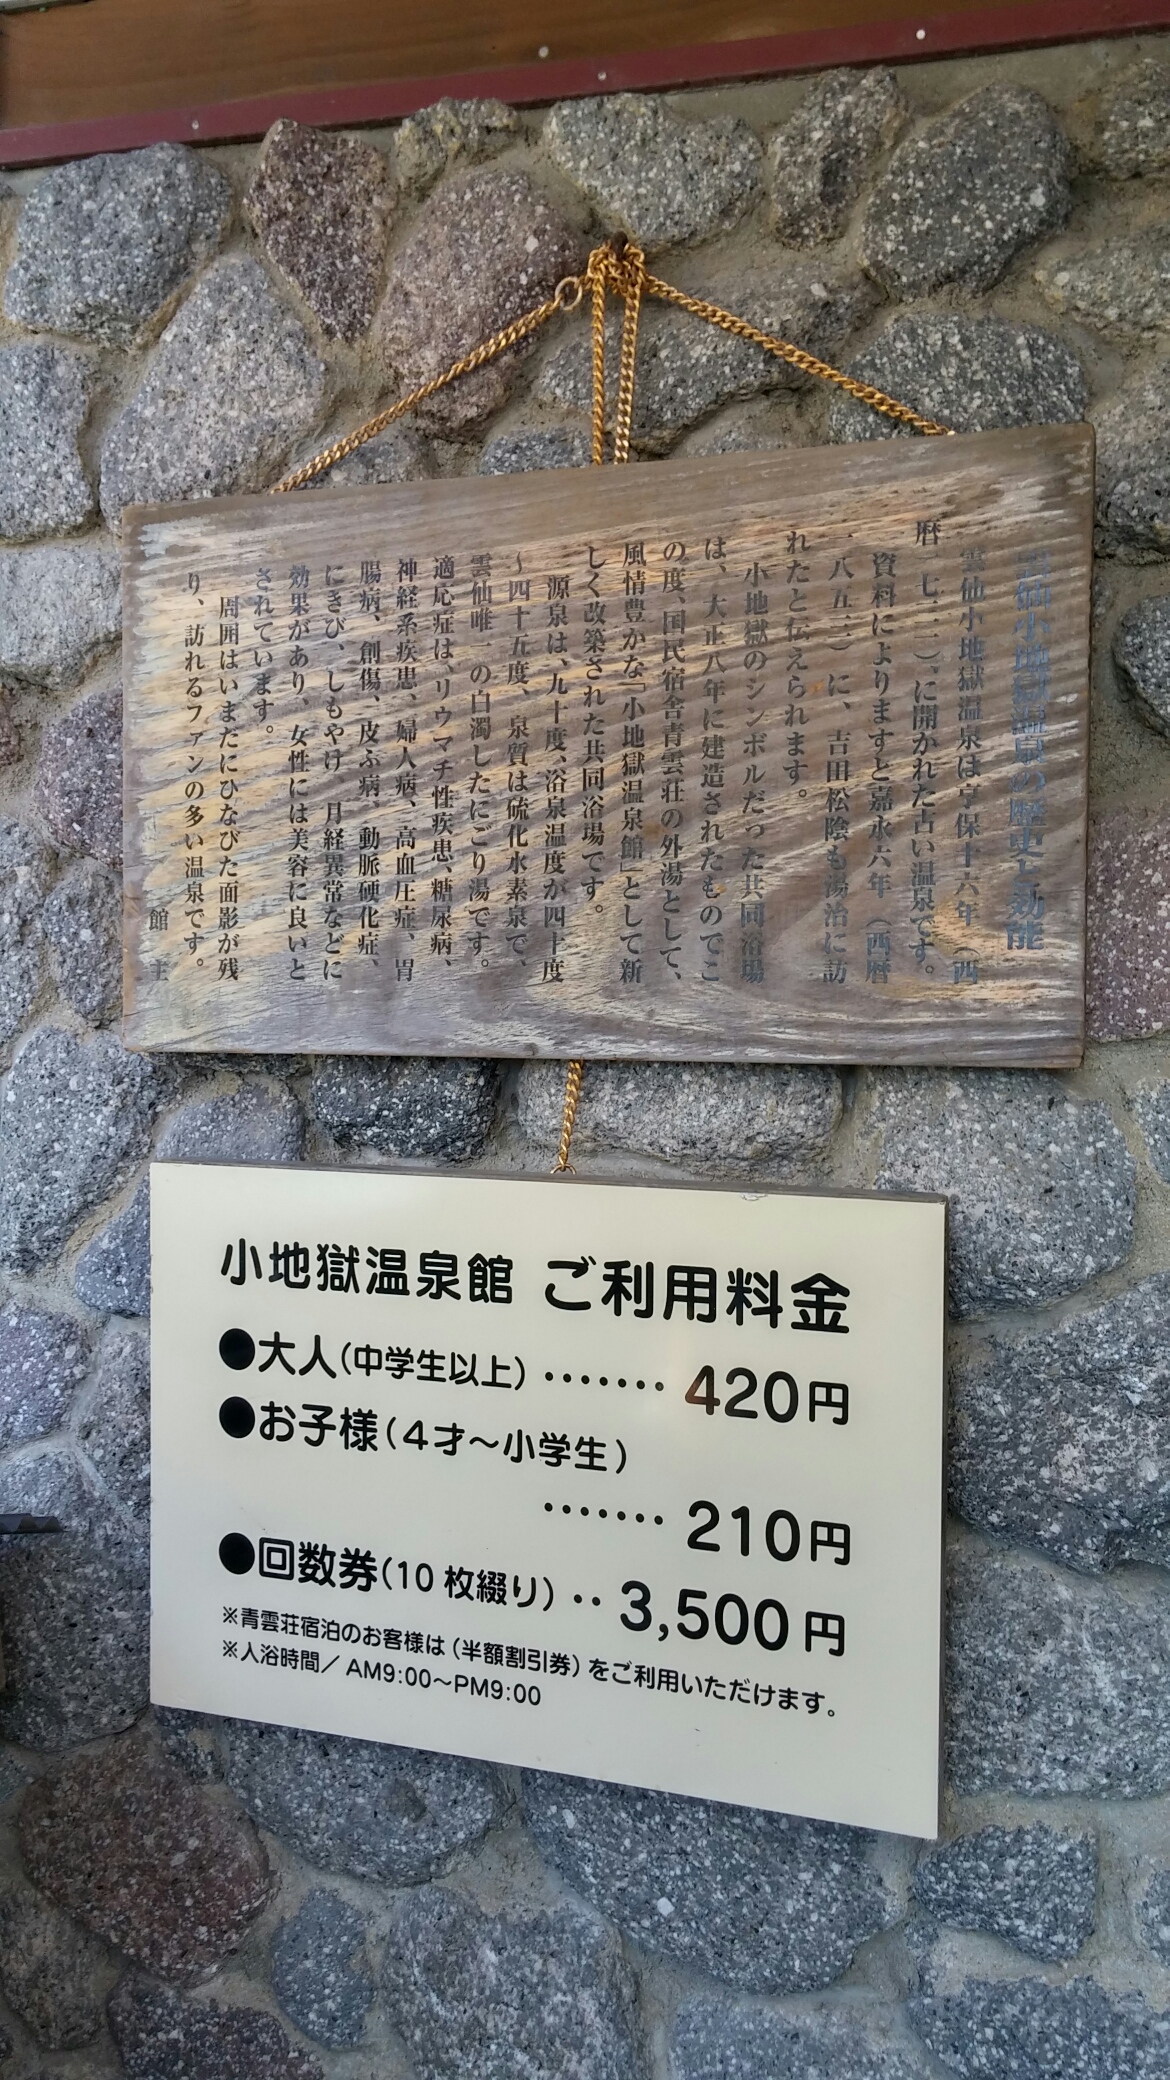 雲仙小地獄温泉の歴史と効能
雲仙小地獄温泉は享保十六年（西
暦一七三一）、に開かれた古い温泉です。
資料によりますと嘉永六年（西暦
一八五三）に、吉田松陰も湯治に訪
れたと伝えられます。
小地獄のシンボルだった共同浴場
は、大正八年に建造されたものでこ
の度、国民宿舎青雲荘の外湯として、
風情豊かな「小地獄温泉館」として新
しく改築された共同浴場です。
源泉は、九十度、浴泉温度が四十度
～四十五度、泉質は硫化水素泉で、
雲仙唯一の白濁したにごり湯です。
適応症は、リウマチ性疾患、糖尿病、
神経系疾患、婦人病、高血圧症、胃
腸病、創傷、皮ふ病、動脈硬化症、
にきび、しもやけ、月経異常などに
効果があり、女性には美容に良いと
されています。
周囲はいまだにひなびた面影が残
り、訪れるファンの多い温泉です。
館主
小地獄温泉館 ご利用料金
●大人(中学生以上)‥‥‥‥420円
●お子様(4才～小学生)
‥‥‥‥210円
●回数券(10枚綴り)‥3,500円
※青雲荘宿泊のお客様は(半額割引券)をご利用いただけます。
※入浴時間／AM9:00～PM9:00